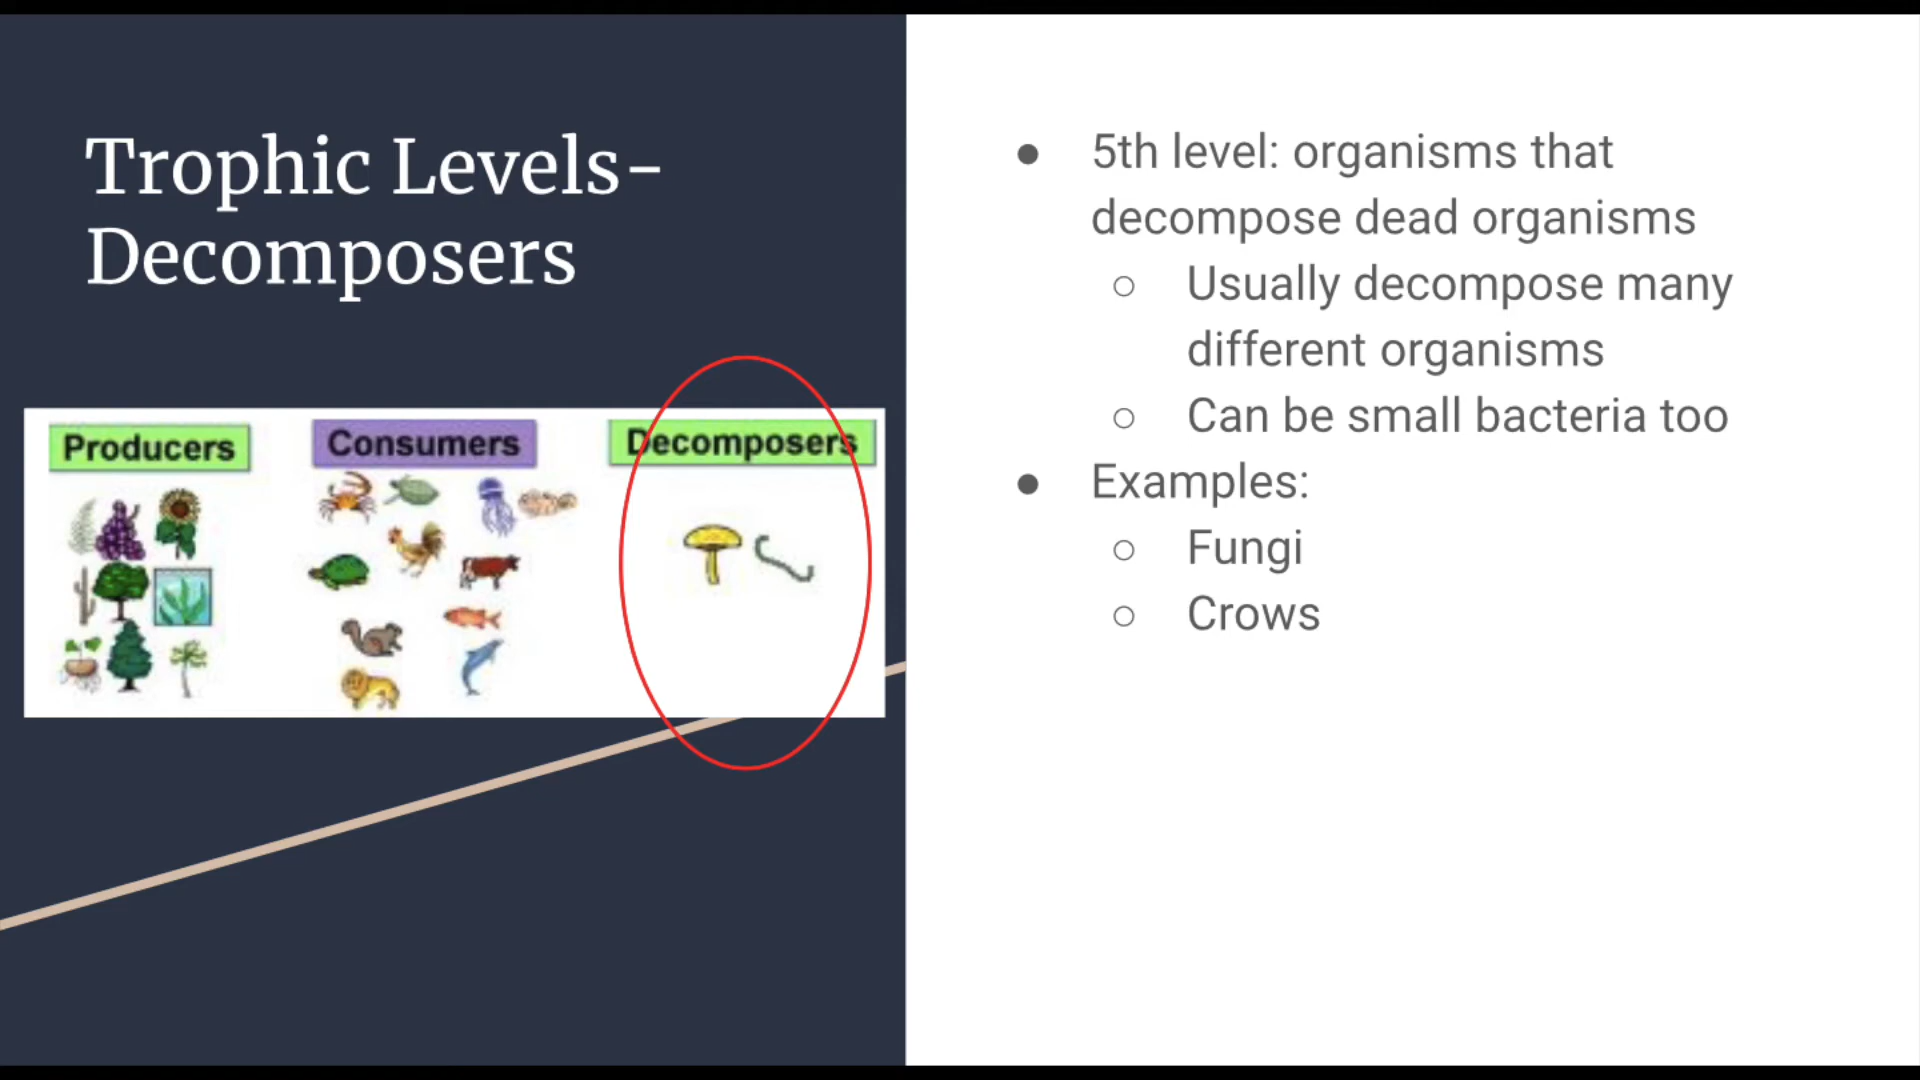 Trophic Levels-
Decomposers
Producers
Consumers
Decomposers
● 5th level: organisms that
decompose dead organisms
○ Usually decompose many
different organisms
○ Can be small bacteria too
● Examples:
○ Fungi
○ Crows